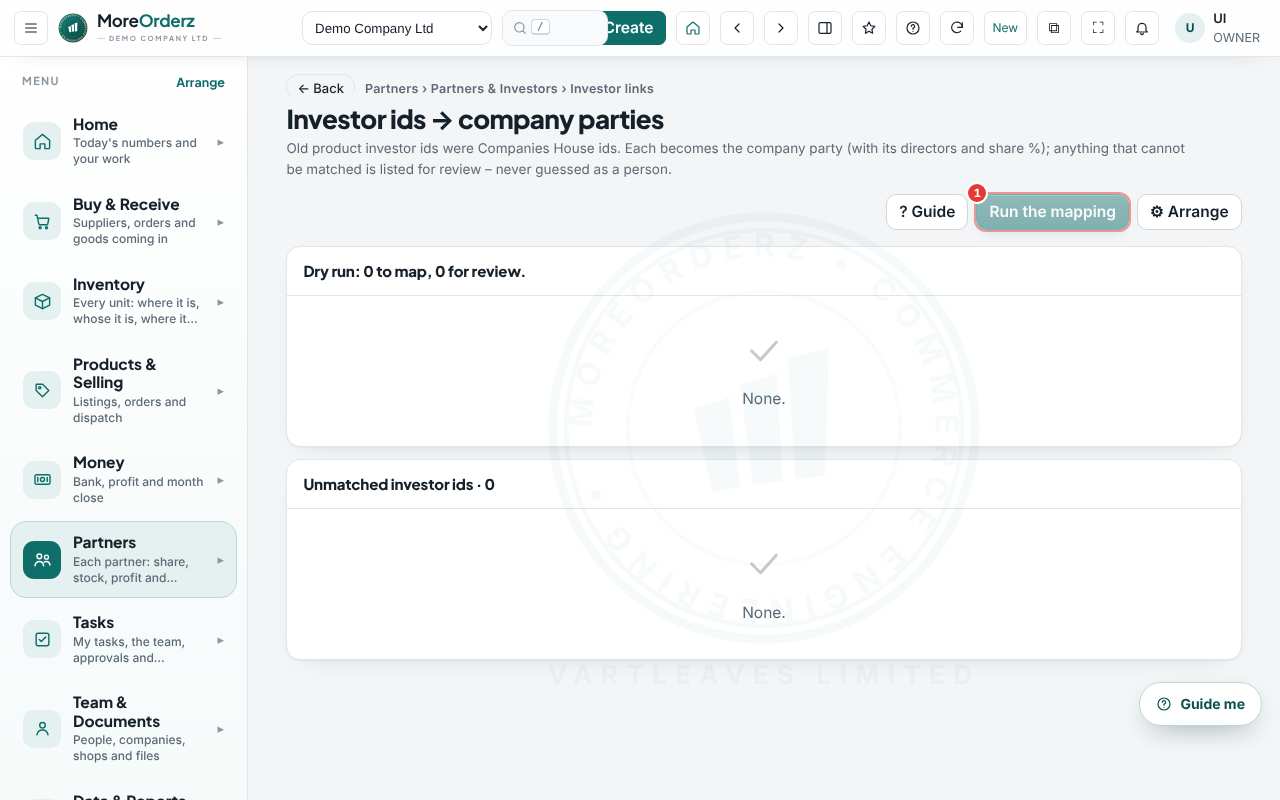 MoreOrderz
— DEMO COMPANY LTD —
Demo Company Ltd
/
Create
New
U
UI
OWNER
MENU
Arrange
Home
Today's numbers and
your work
Buy & Receive
Suppliers, orders and
goods coming in
Inventory
Every unit: where it is,
whose it is, where it...
Products &
Selling
Listings, orders and
dispatch
Money
Bank, profit and month
close
Partners
Each partner: share,
stock, profit and...
Tasks
My tasks, the team,
approvals and...
Team &
Documents
People, companies,
shops and files
← Back
Partners › Partners & Investors › Investor links
Investor ids → company parties
Old product investor ids were Companies House ids. Each becomes the company party (with its directors and share %); anything that cannot
be matched is listed for review – never guessed as a person.
? Guide
1
Run the mapping
⚙ Arrange
Dry run: 0 to map, 0 for review.
None.
Unmatched investor ids · 0
None.
MOREORDERZ • COMMERCE ENGINEERING •
VARTLEAVES LIMITED
Guide me